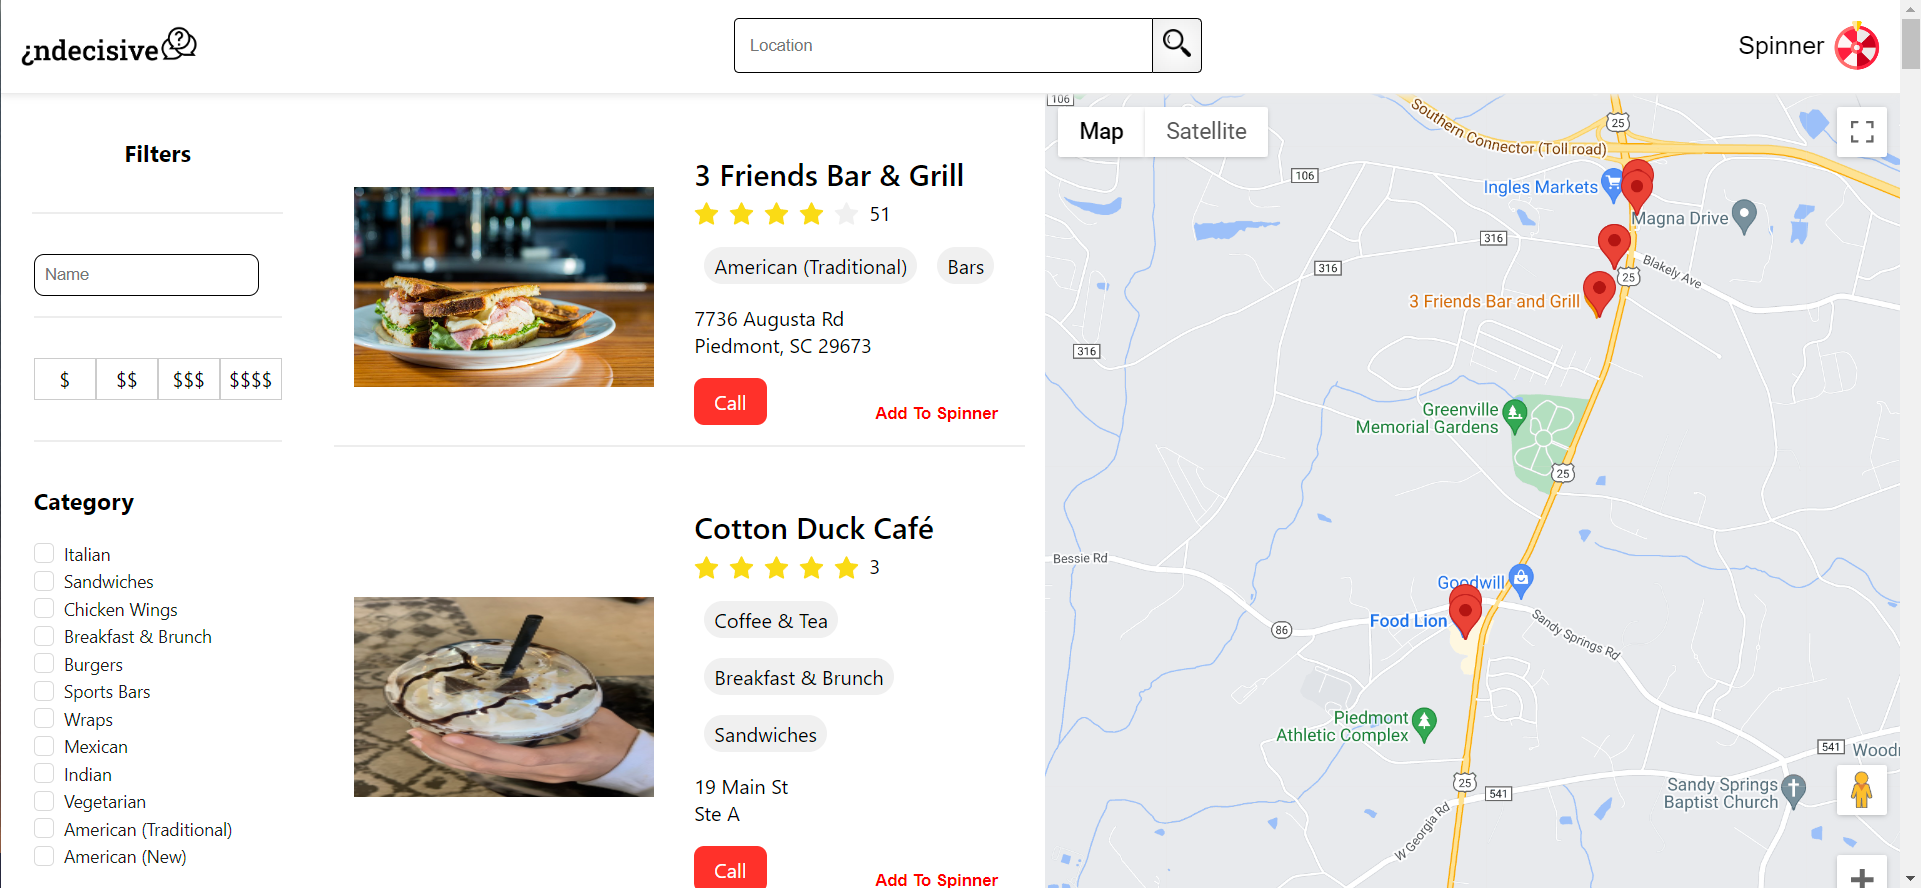 ¿ndecisive
Location
Spinner
Filters
Name
$ $$ $$$ $$$$
Category
Italian
Sandwiches
Chicken Wings
Breakfast & Brunch
Burgers
Sports Bars
Wraps
Mexican
Indian
Vegetarian
American (Traditional)
American (New)
3 Friends Bar & Grill
51
American (Traditional) Bars
7736 Augusta Rd
Piedmont, SC 29673
Call
Add To Spinner
Cotton Duck Café
3
Coffee & Tea
Breakfast & Brunch
Sandwiches
19 Main St
Ste A
Call
Add To Spinner
106
Map Satellite
Southern Connector (Toll road)
25
106
Ingles Markets
Magna Drive
316
316
Blakely Ave
25
3 Friends Bar and Grill
316
Greenville
Memorial Gardens
25
Bessie Rd
Goodwill
Food Lion
86
Sandy Springs Rd
Piedmont
Athletic Complex
541
Woodr
25
541
Sandy Springs
Baptist Church
W Georgia Rd